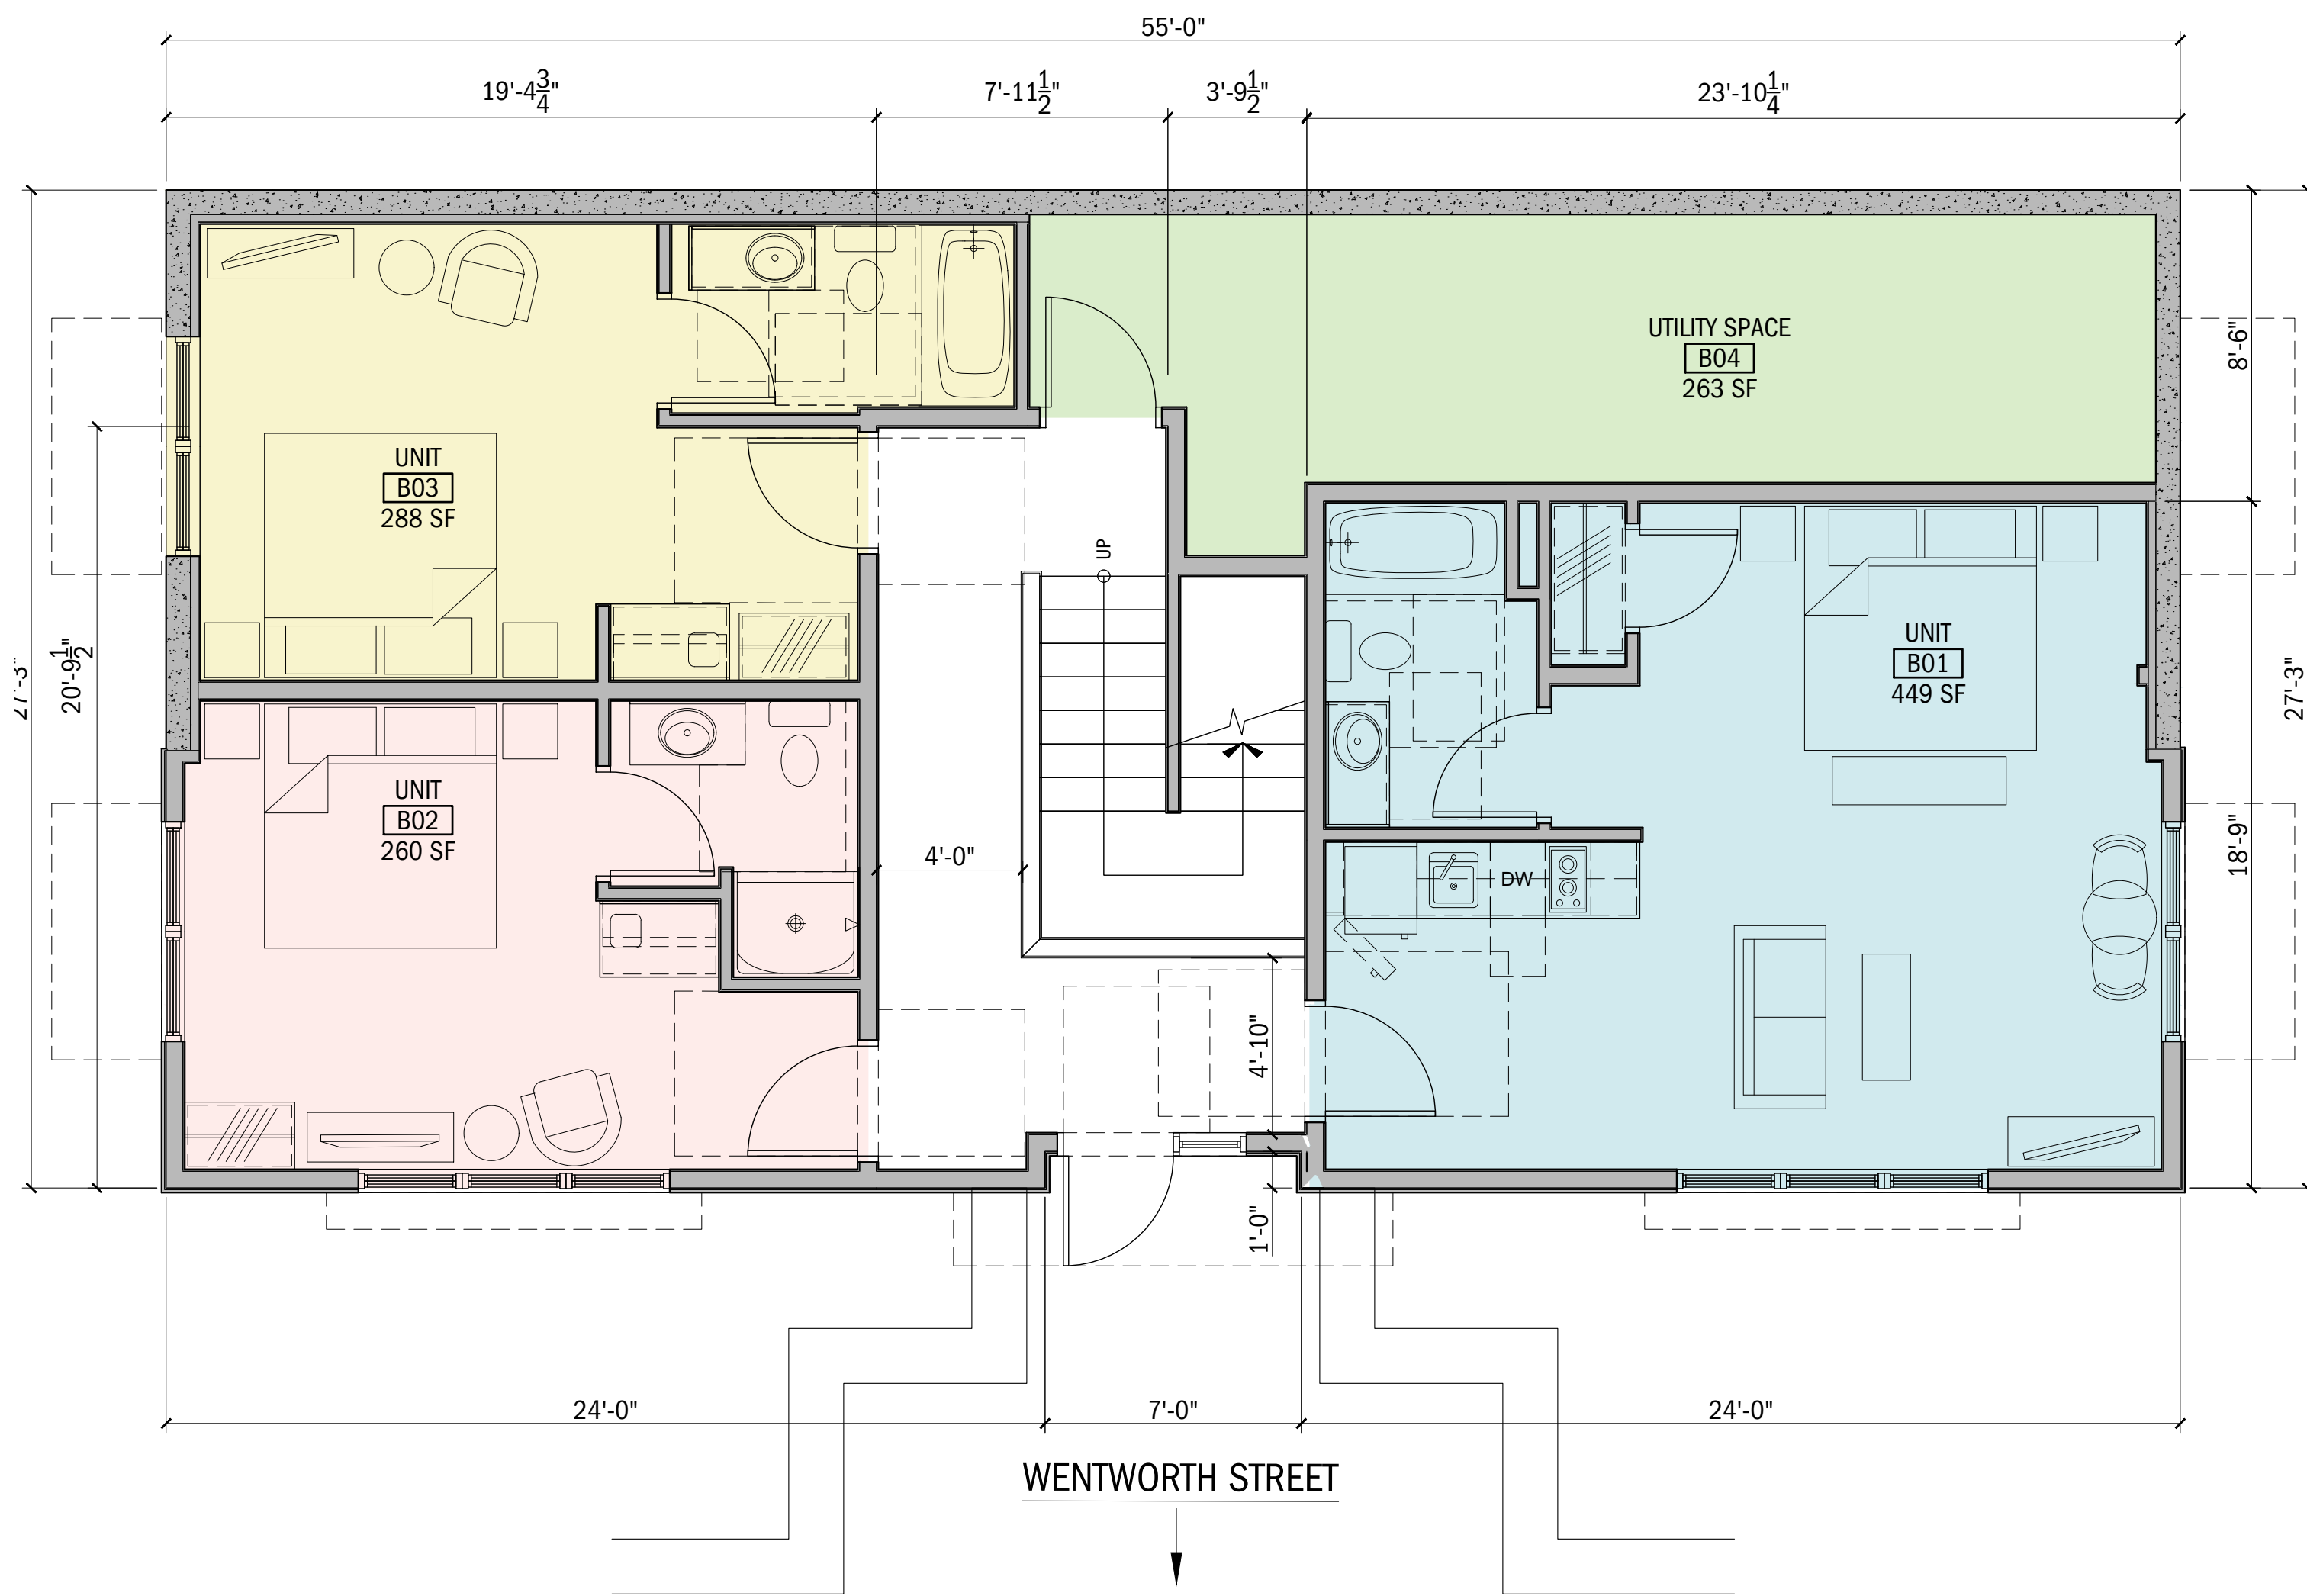 55'-0"
19'-4 3/4"
7'-11 1/2"
3'-9 1/2"
23'-10 1/4"
UTILITY SPACE
B04
263 SF
8'-6"
UNIT
B03
288 SF
UP
27'-3"
20'-9 1/2"
UNIT
B01
449 SF
27'-3"
UNIT
B02
260 SF
4'-0"
DW
18'-9"
4'-10"
1'-0"
24'-0"
7'-0"
24'-0"
WENTWORTH STREET